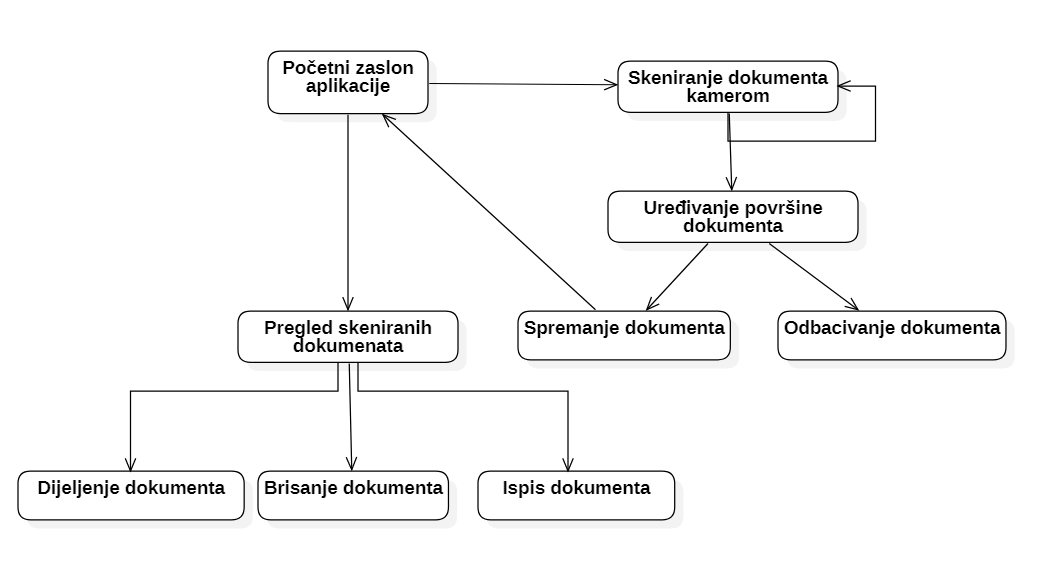 Početni zaslon
aplikacije
Skeniranje dokumenta
kamerom
Uređivanje površine
dokumenta
Pregled skeniranih
dokumenata
Spremanje dokumenta
Odbacivanje dokumenta
Dijeljenje dokumenta
Brisanje dokumenta
Ispis dokumenta